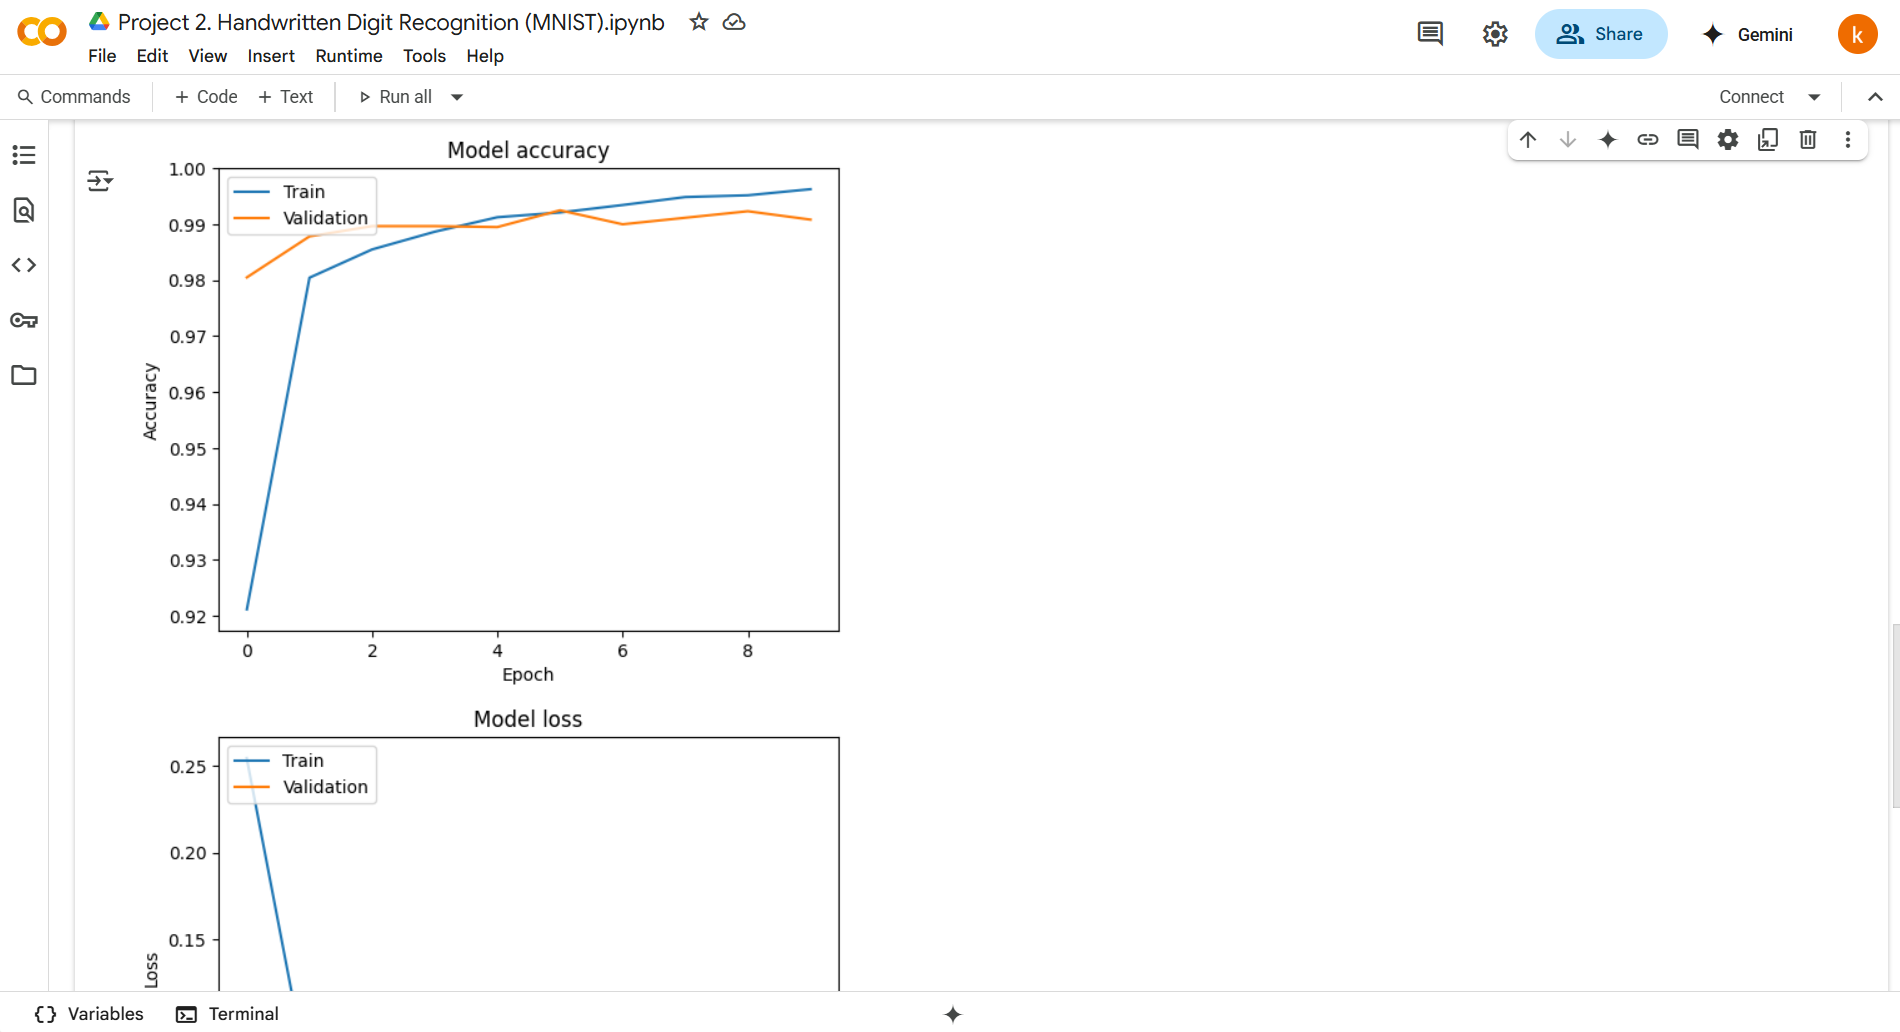 Project 2. Handwritten Digit Recognition (MNIST).ipynb
File Edit View Insert Runtime Tools Help
Share
Gemini
k
Commands + Code + Text Run all
Connect
Model accuracy
Train
Validation
1.00
0.99
0.98
0.97
0.96
0.95
0.94
0.93
0.92
Accuracy
0 2 4 6 8
Epoch
Model loss
Train
Validation
0.25
0.20
0.15
Loss
Variables Terminal